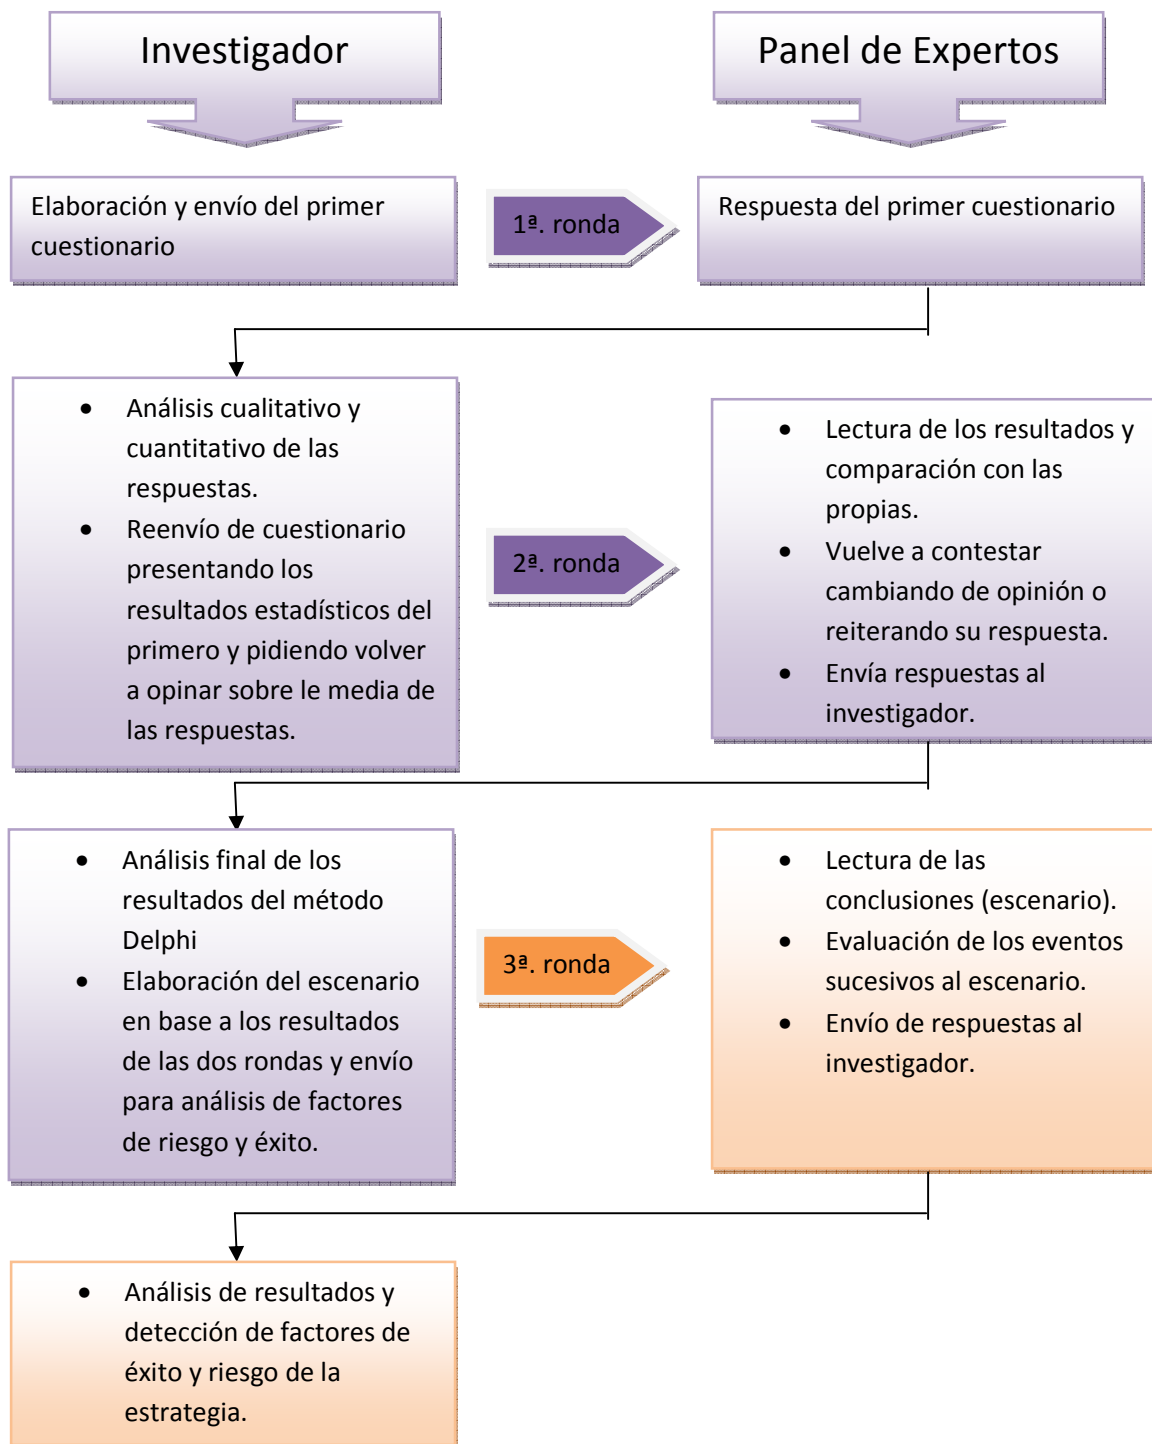 Investigador
Panel de Expertos
Elaboración y envío del primer
cuestionario
1ª. ronda
Respuesta del primer cuestionario
• Análisis cualitativo y
cuantitativo de las
respuestas.
• Reenvío de cuestionario
presentando los
resultados estadísticos del
primero y pidiendo volver
a opinar sobre le media de
las respuestas.
2ª. ronda
• Lectura de los resultados y
comparación con las
propias.
• Vuelve a contestar
cambiando de opinión o
reiterando su respuesta.
• Envía respuestas al
investigador.
• Análisis final de los
resultados del método
Delphi
• Elaboración del escenario
en base a los resultados
de las dos rondas y envío
para análisis de factores
de riesgo y éxito.
3ª. ronda
• Lectura de las
conclusiones (escenario).
• Evaluación de los eventos
sucesivos al escenario.
• Envío de respuestas al
investigador.
• Análisis de resultados y
detección de factores de
éxito y riesgo de la
estrategia.